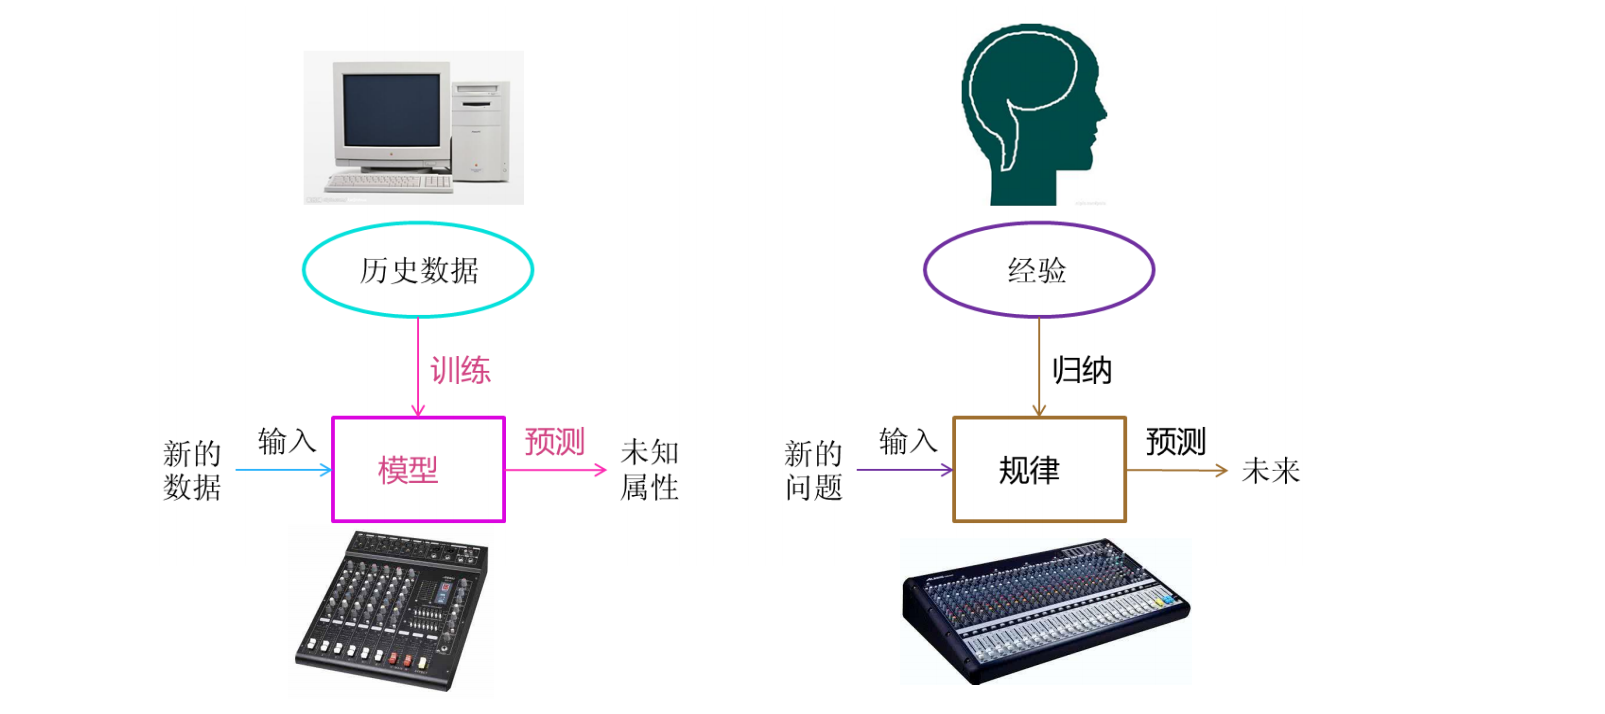 历史数据
训练
新的
数据
输入
模型
预测
未知
属性
经验
归纳
新的
问题
输入
规律
预测
未来